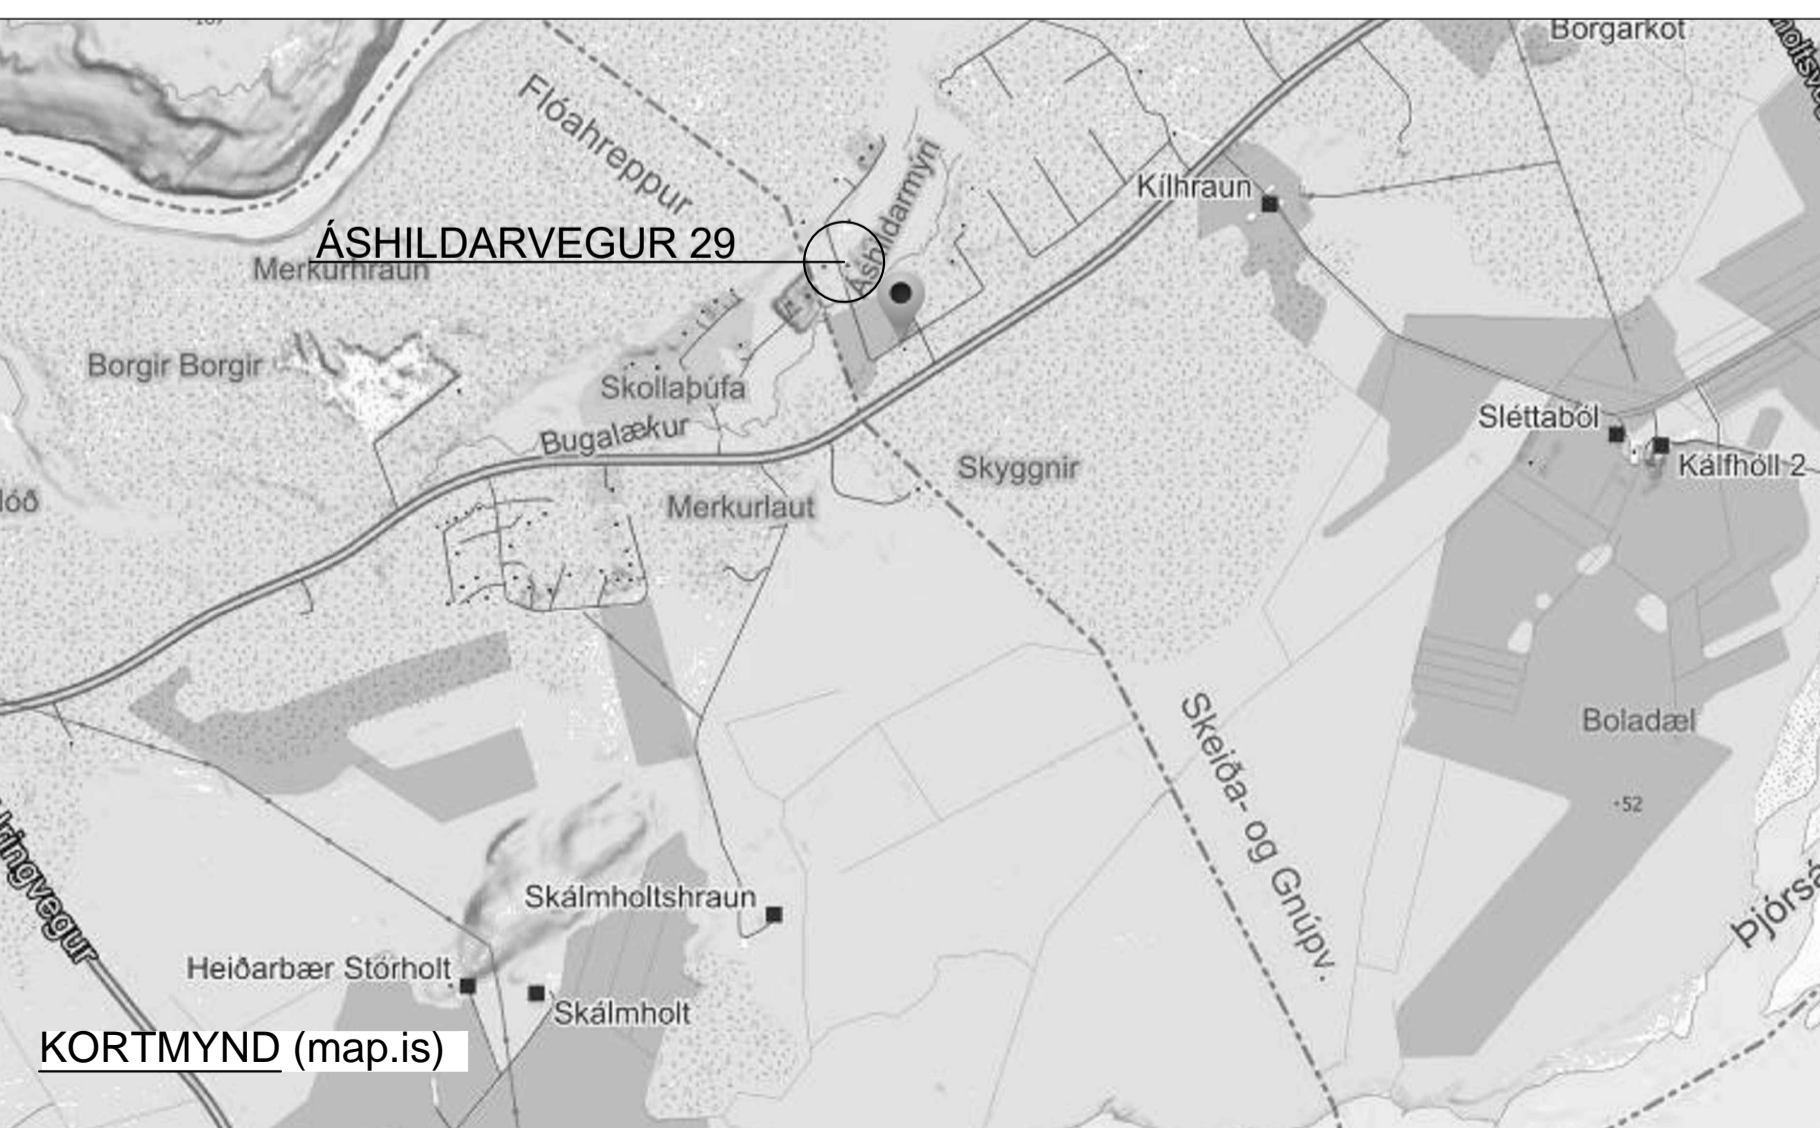 107
Borgarkot
Flóahreppur
Áshildarmýri
Kílhraun
ÁSHILDARVEGUR 29
Merkurhraun
Borgir Borgir
Skollaþúfa
Sléttaból
Bugalækur
Skyggnir
Kálfhóll 2
Merkurlaut
Skeiða- og Gnúpv.
Boladæl
52
Skálmholtshraun
Heiðarbær Stórholt
Skálmholt
KORTMYND (map.is)